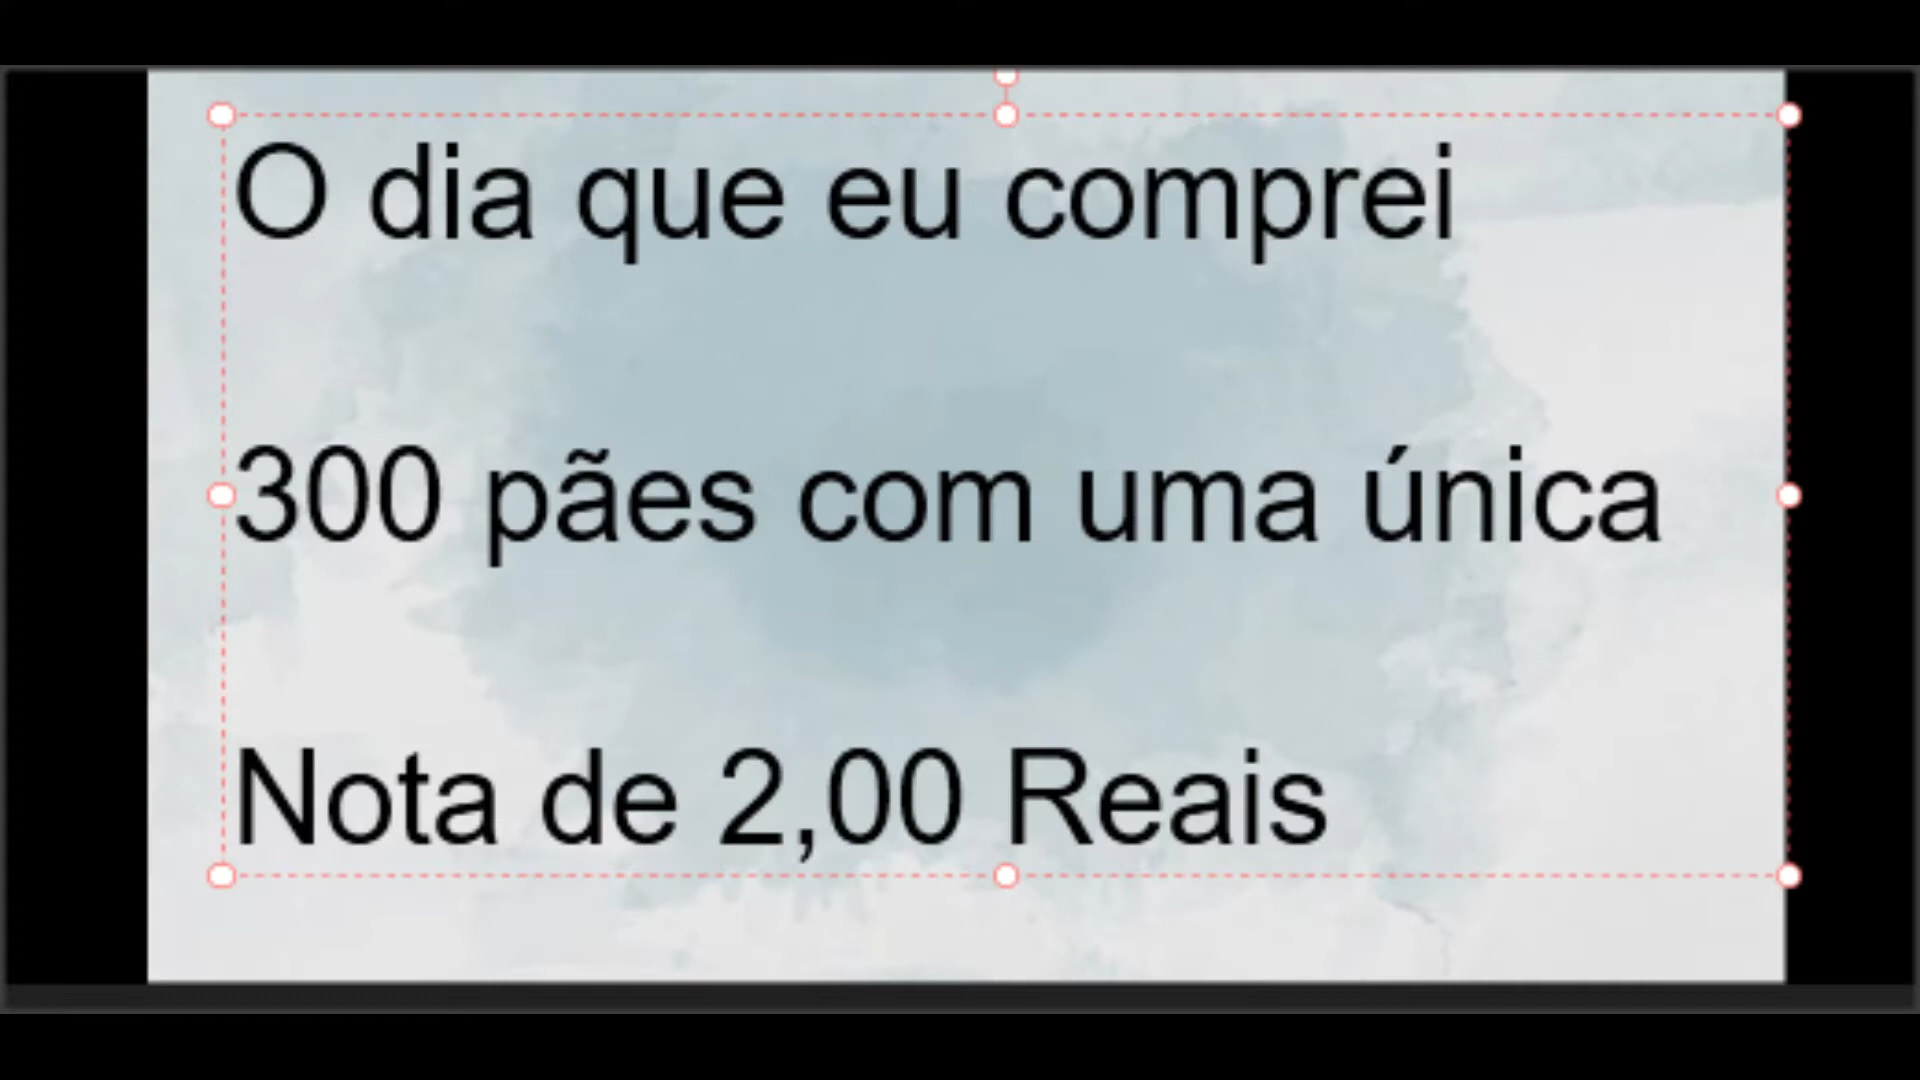 O dia que eu comprei
300 pães com uma única
Nota de 2,00 Reais